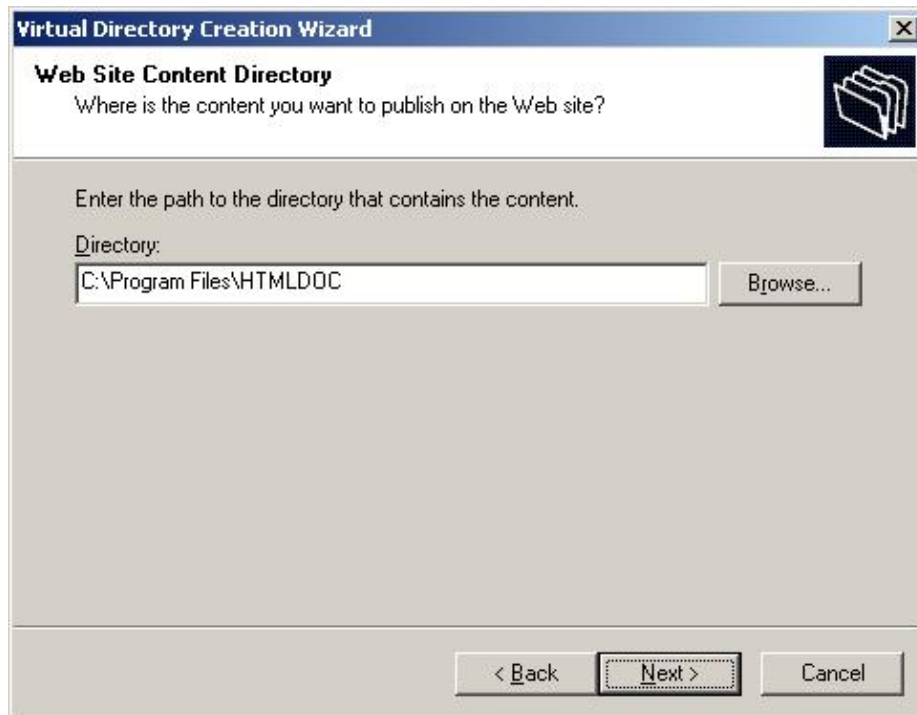 Virtual Directory Creation Wizard
Web Site Content Directory
Where is the content you want to publish on the Web site?
Enter the path to the directory that contains the content.
Directory:
C:\Program Files\HTMLDOC
Browse...
< Back
Next >
Cancel